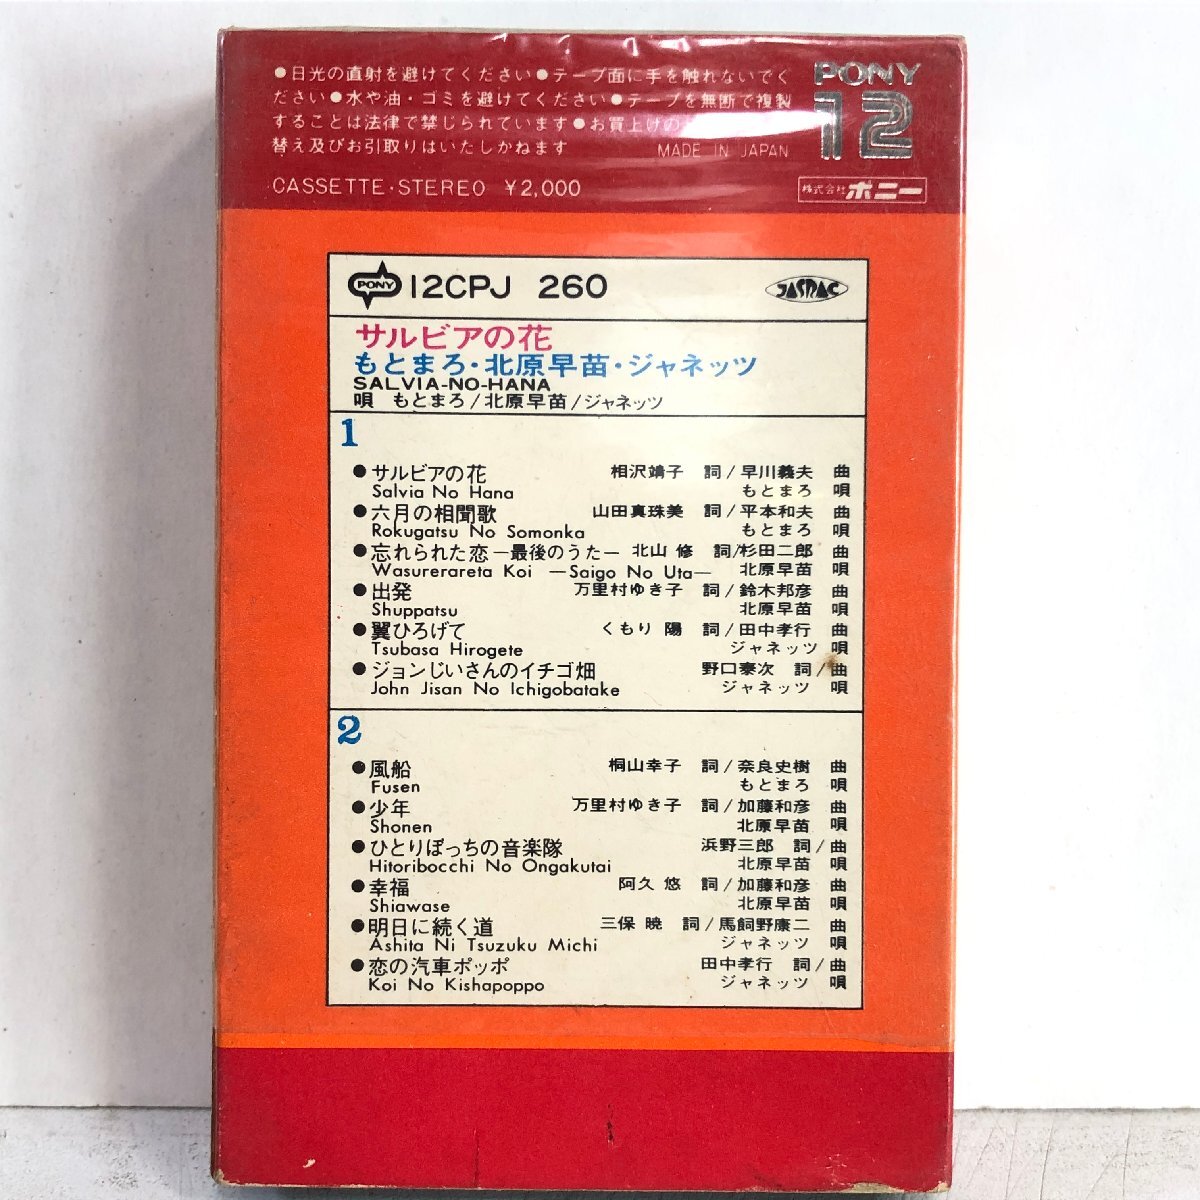 ●日光の直射を避けてください●テープ面に手を触れないでく
ださい●水や油・ゴミを避けてください●テープを無断で複製
することは法律で禁じられています●お買上げの
替え及びお引取りはいたしかねます
MADE IN JAPAN
PONY
12
CASSETTE・STEREO ¥2,000
株式会社ポニー
PONY 12CPJ 260
JASRAC
サルビアの花
もとまろ・北原早苗・ジャネッツ
SALVIA-NO-HANA
唄 もとまろ/北原早苗/ジャネッツ
1
●サルビアの花 相沢靖子 詞/早川義夫 曲
Salvia No Hana もとまろ 唄
●六月の相聞歌 山田真珠美 詞/平本和夫 曲
Rokugatsu No Somonka もとまろ 唄
●忘れられた恋―最後のうた― 北山 修 詞/杉田二郎 曲
Wasurerareta Koi —Saigo No Uta— 北原早苗 唄
●出発 万里村ゆき子 詞/鈴木邦彦 曲
Shuppatsu 北原早苗 唄
●翼ひろげて くもり 陽 詞/田中孝行 曲
Tsubasa Hirogete ジャネッツ 唄
●ジョンじいさんのイチゴ畑 野口泰次 詞/曲
John Jisan No Ichigobatake ジャネッツ 唄
2
●風船 桐山幸子 詞/奈良史樹 曲
Fusen もとまろ 唄
●少年 万里村ゆき子 詞/加藤和彦 曲
Shonen 北原早苗 唄
●ひとりぼっちの音楽隊 浜野三郎 詞/曲
Hitoribocchi No Ongakutai 北原早苗 唄
●幸福 阿久 悠 詞/加藤和彦 曲
Shiawase 北原早苗 唄
●明日に続く道 三保 暁 詞/馬飼野康二 曲
Ashita Ni Tsuzuku Michi ジャネッツ 唄
●恋の汽車ポッポ 田中孝行 詞/曲
Koi No Kishapoppo ジャネッツ 唄